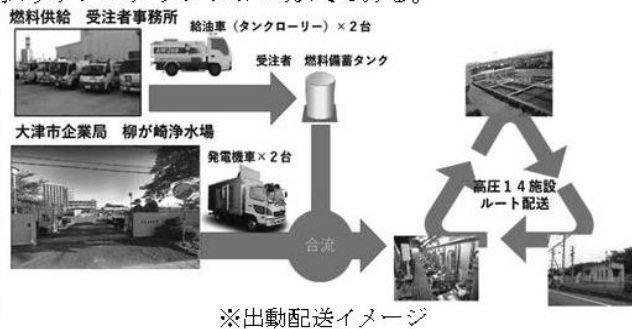 燃料供給 受注者事務所
給油車（タンクローリー）×２台
受注者 燃料備蓄タンク
大津市企業局 柳が崎浄水場
発電機車×２台
合流
高圧１４施設
ルート配送
※出動配送イメージ